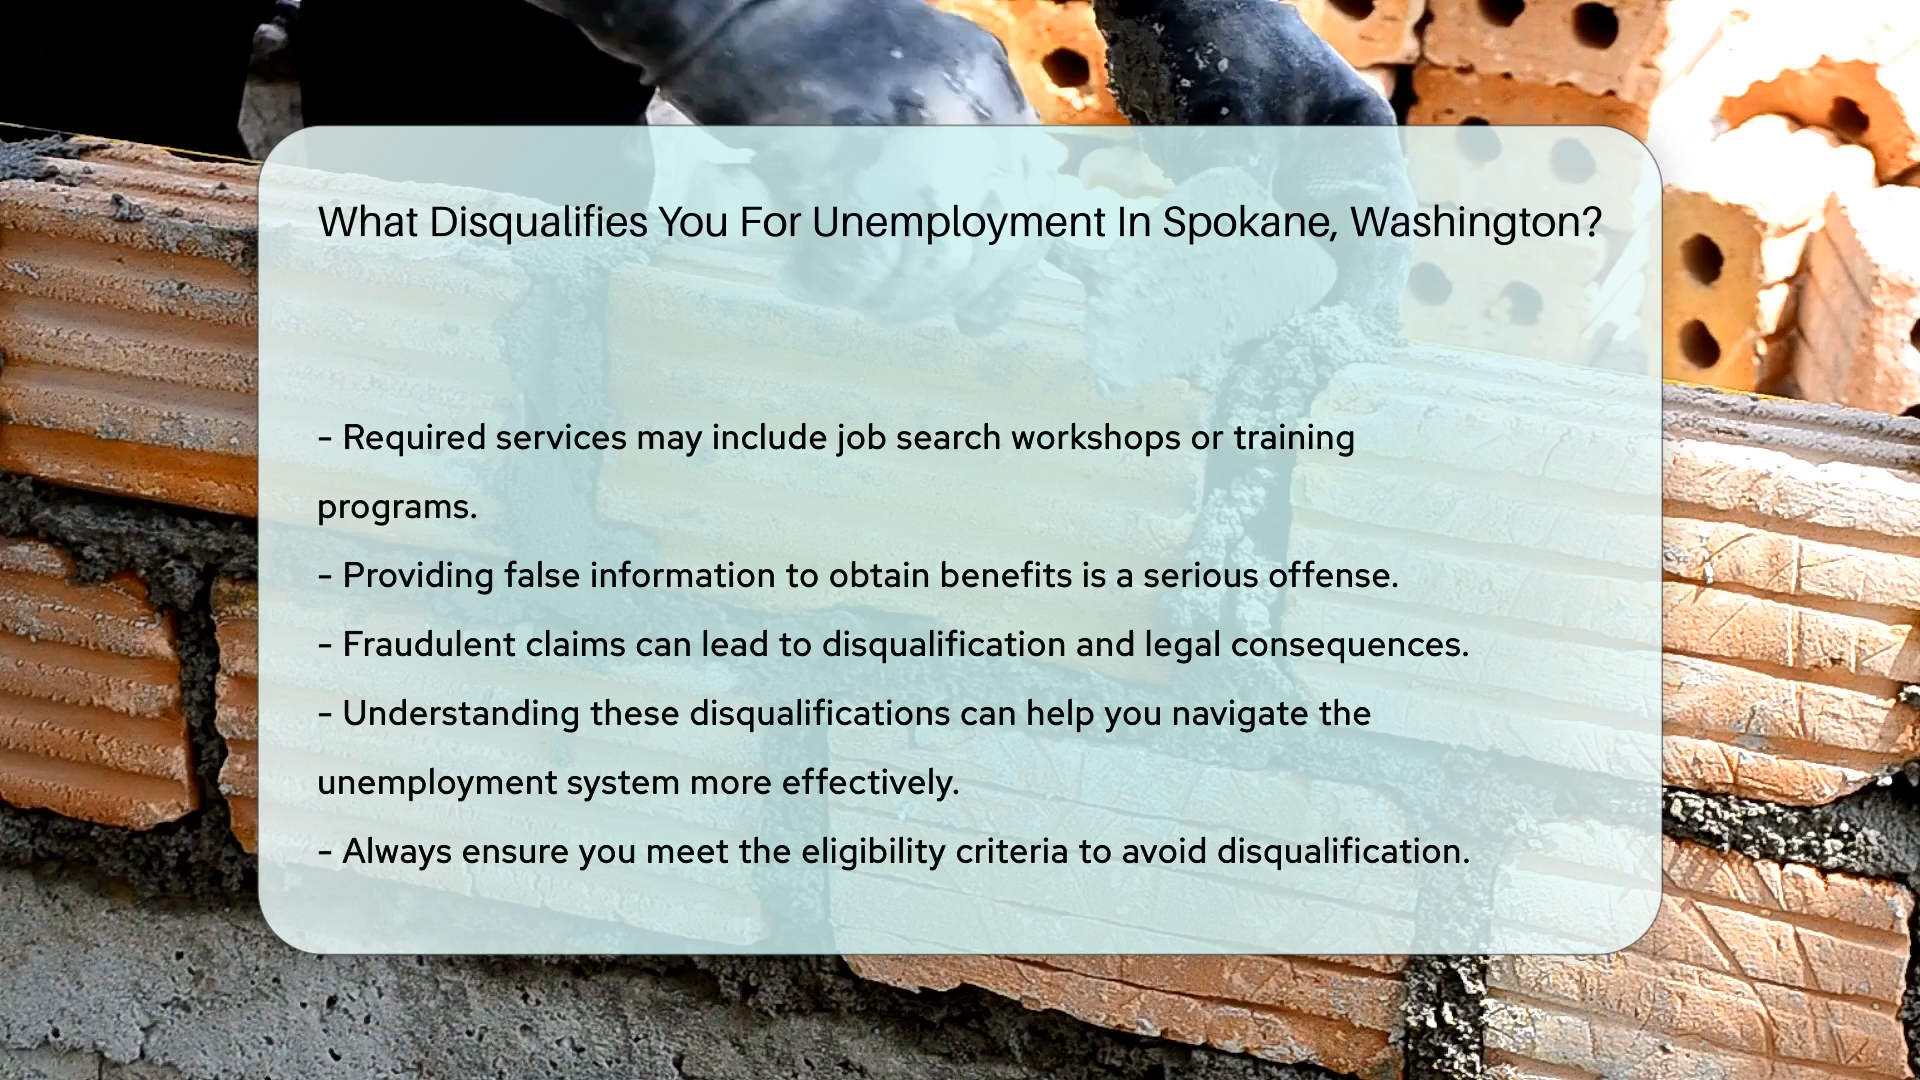 What Disqualifies You For Unemployment In Spokane, Washington?
- Required services may include job search workshops or training
programs.
- Providing false information to obtain benefits is a serious offense.
- Fraudulent claims can lead to disqualification and legal consequences.
- Understanding these disqualifications can help you navigate the
unemployment system more effectively.
- Always ensure you meet the eligibility criteria to avoid disqualification.